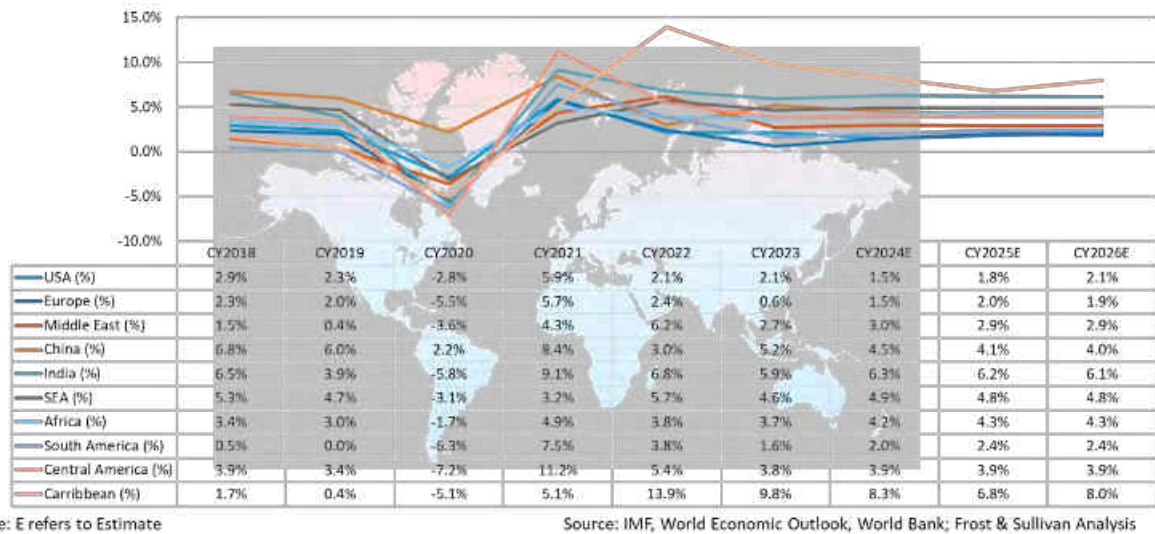 15.0%
10.0%
5.0%
0.0%
-5.0%
-10.0%
CY2018 CY2019 CY2020 CY2021 CY2022 CY2023 CY2024E CY2025E CY2026E
USA (%) 2.9% 2.3% -2.8% 5.9% 2.1% 2.1% 1.5% 1.8% 2.1%
Europe (%) 2.3% 2.0% -5.5% 5.7% 2.4% 0.6% 1.5% 2.0% 1.9%
Middle East (%) 1.5% 0.4% -3.6% 4.3% 6.2% 2.7% 3.0% 2.9% 2.9%
China (%) 6.8% 6.0% 2.2% 8.4% 3.0% 5.2% 4.5% 4.1% 4.0%
India (%) 6.5% 3.9% -5.8% 9.1% 6.8% 5.9% 6.3% 6.2% 6.1%
SEA (%) 5.3% 4.7% -3.1% 3.2% 5.7% 4.6% 4.9% 4.8% 4.8%
Africa (%) 3.4% 3.0% -1.7% 4.9% 3.8% 3.7% 4.2% 4.3% 4.3%
South America (%) 0.5% 0.0% -6.3% 7.5% 3.8% 1.6% 2.0% 2.4% 2.4%
Central America (%) 3.9% 3.4% -7.2% 11.2% 5.4% 3.8% 3.9% 3.9% 3.9%
Carribbean (%) 1.7% 0.4% -5.1% 5.1% 13.9% 9.8% 8.3% 6.8% 8.0%
e: E refers to Estimate Source: IMF, World Economic Outlook, World Bank; Frost & Sullivan Analysis